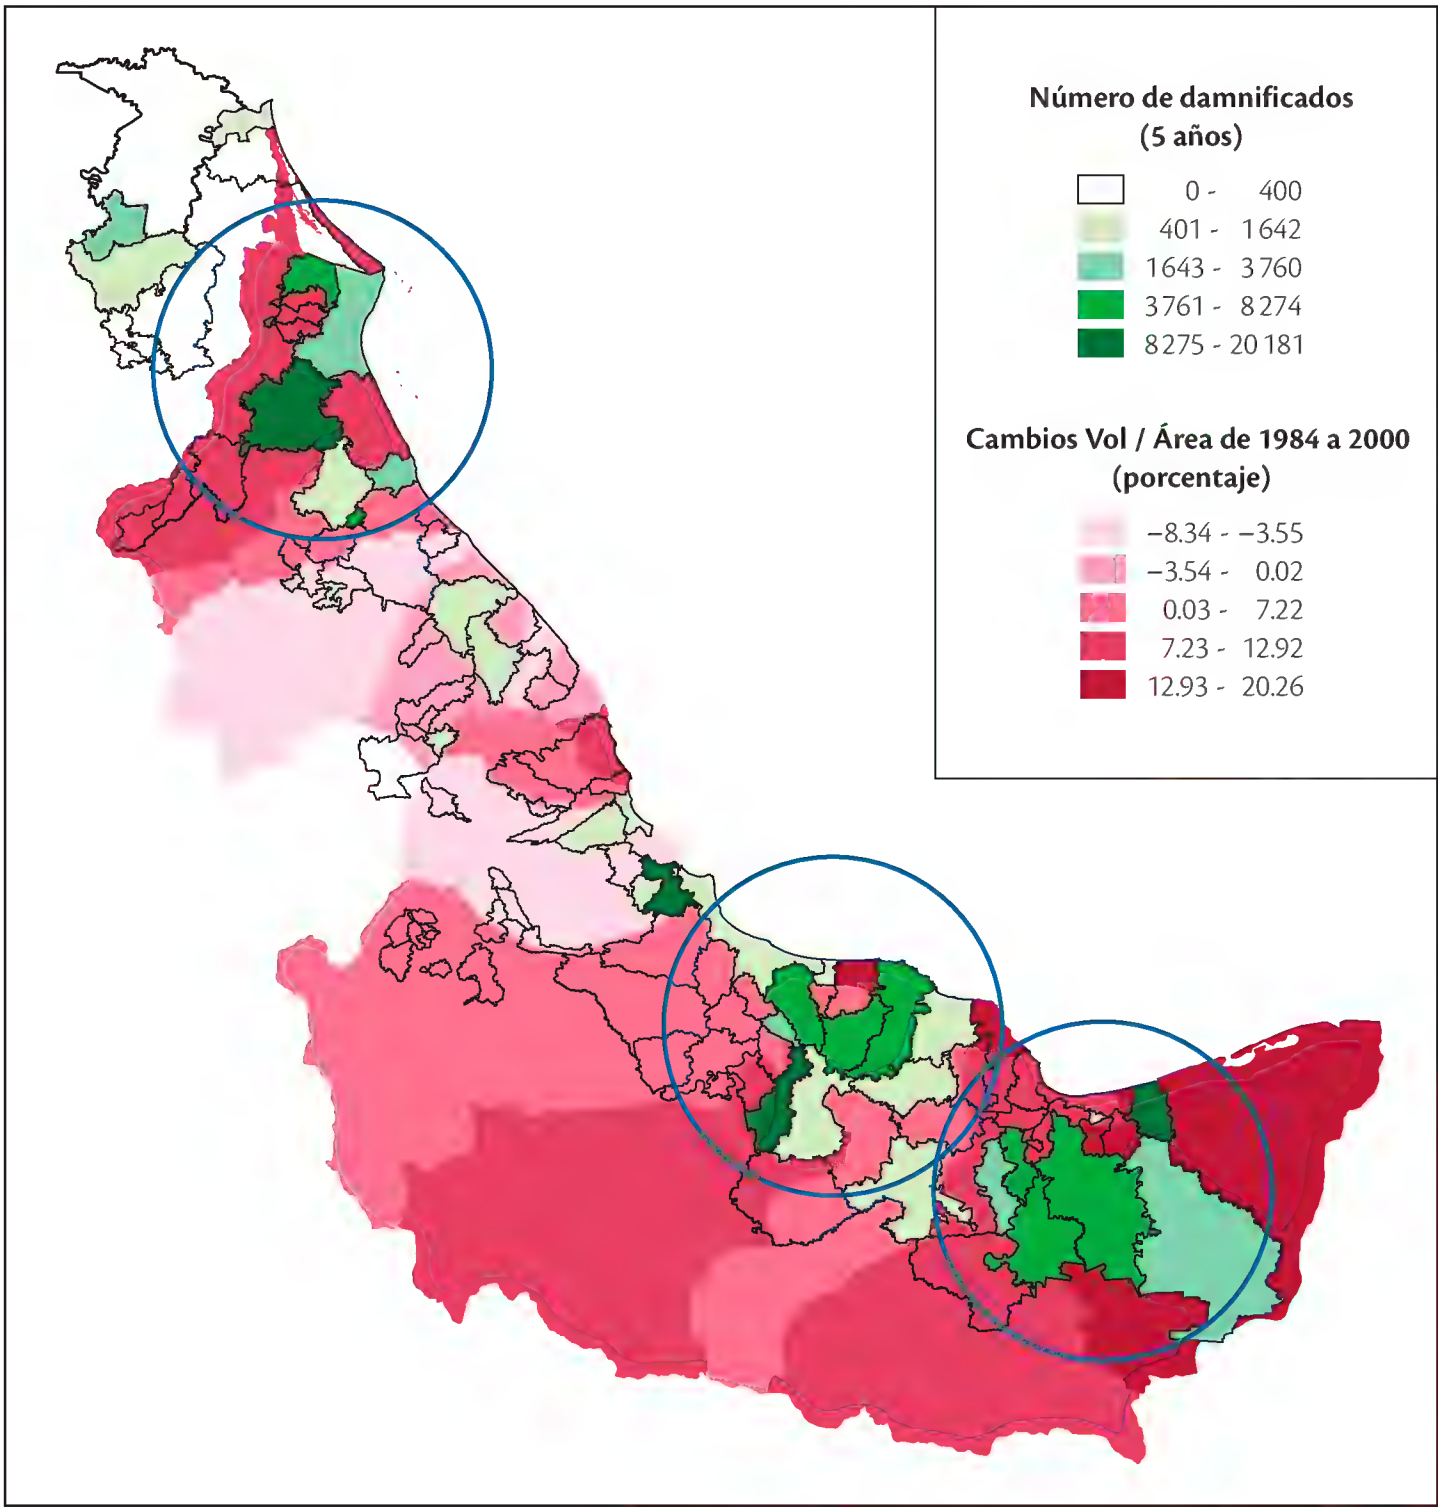 Número de damnificados
(5 años)
0 - 400
401 - 1642
1643 - 3760
3761 - 8274
8275 - 20181
Cambios Vol / Área de 1984 a 2000
(porcentaje)
−8.34 - −3.55
−3.54 - 0.02
0.03 - 7.22
7.23 - 12.92
12.93 - 20.26